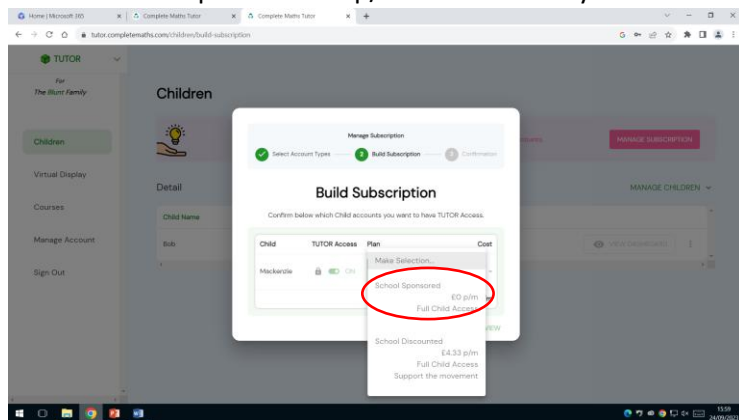 Home | Microsoft 365
Complete Maths Tutor
Complete Maths Tutor
tutor.completemaths.com/children/build-subscription
TUTOR
For
The Blunt Family
Children
Virtual Display
Courses
Manage Account
Sign Out
Children
MANAGE SUBSCRIPTION
Detail
MANAGE CHILDREN
Child Name
Bob
VIEW DASHBOARD
Manage Subscription
Select Account Types
2
Build Subscription
3
Confirmation
Build Subscription
Confirm below which Child accounts you want to have TUTOR Access.
Child
TUTOR Access
Plan
Cost
Mackenzie
ON
Make Selection...
School Sponsored
£0 p/m
Full Child Access
School Discounted
£4.33 p/m
Full Child Access
Support the movement
15:59